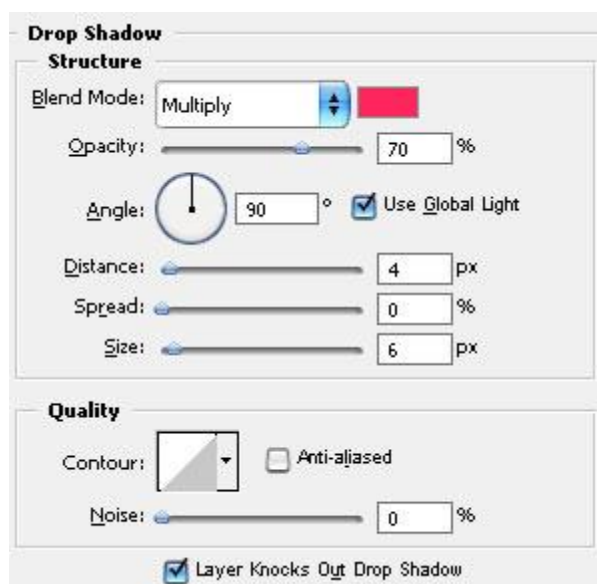 Drop Shadow
Structure
Blend Mode: Multiply
Opacity: 70 %
Angle: 90 ° Use Global Light
Distance: 4 px
Spread: 0 %
Size: 6 px
Quality
Contour: Anti-aliased
Noise: 0 %
Layer Knocks Out Drop Shadow